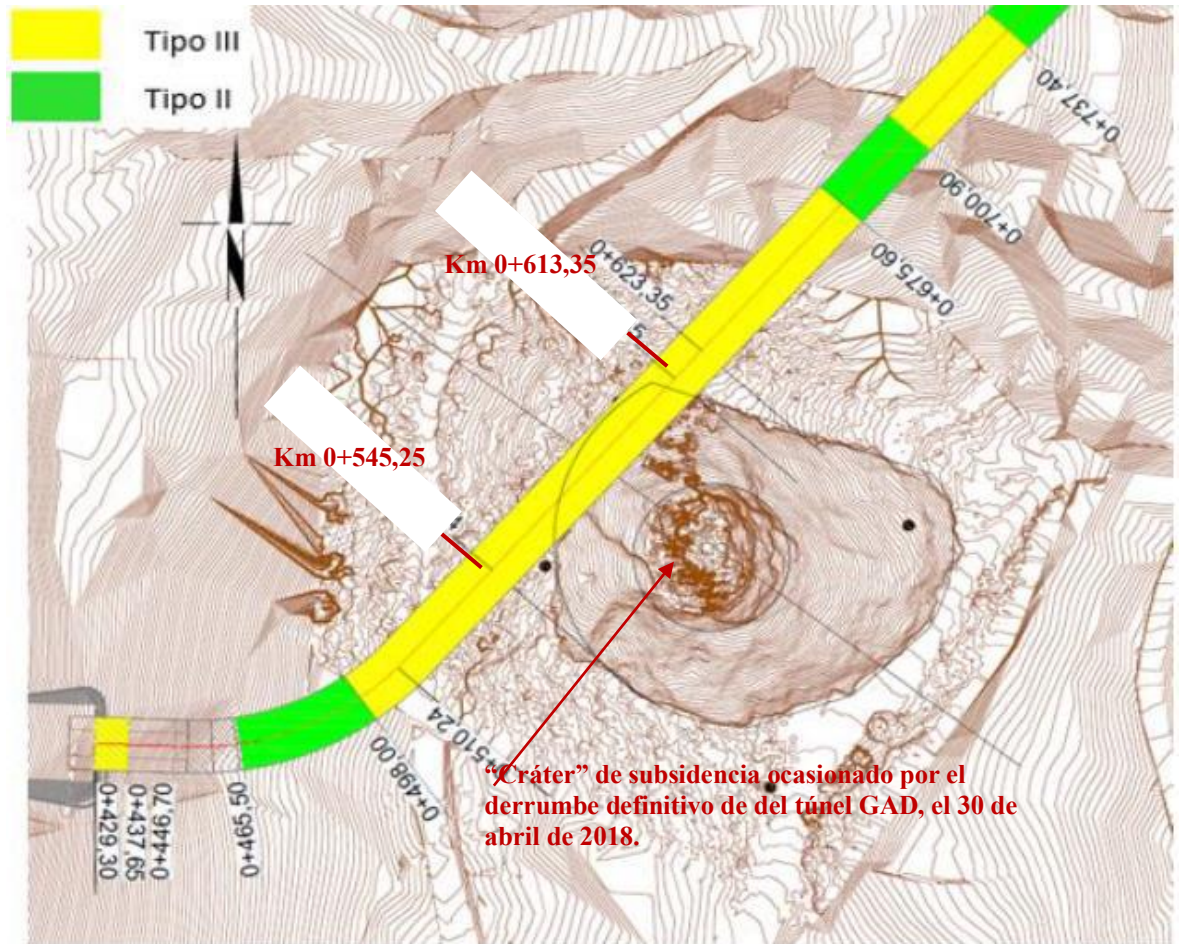 Tipo III
Tipo II
0+737,40
0+700,90
0+675,60
Km 0+613,35
0+623,35
5
Km 0+545,25
0+510,24
0+498,00
0+465,50
0+446,70
0+437,65
0+429,30
“Cráter” de subsidencia ocasionado por el
derrumbe definitivo de del túnel GAD, el 30 de
abril de 2018.